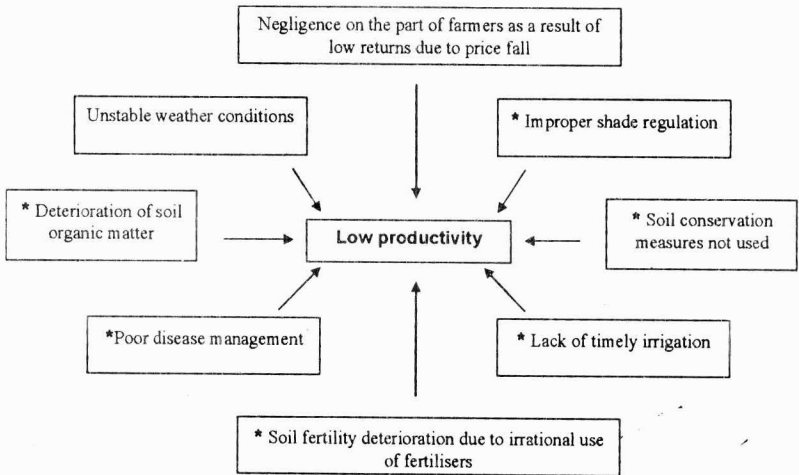 Negligence on the part of farmers as a result of
low returns due to price fall
Unstable weather conditions
* Improper shade regulation
* Deterioration of soil
organic matter
Low productivity
* Soil conservation
measures not used
*Poor disease management
* Lack of timely irrigation
* Soil fertility deterioration due to irrational use
of fertilisers